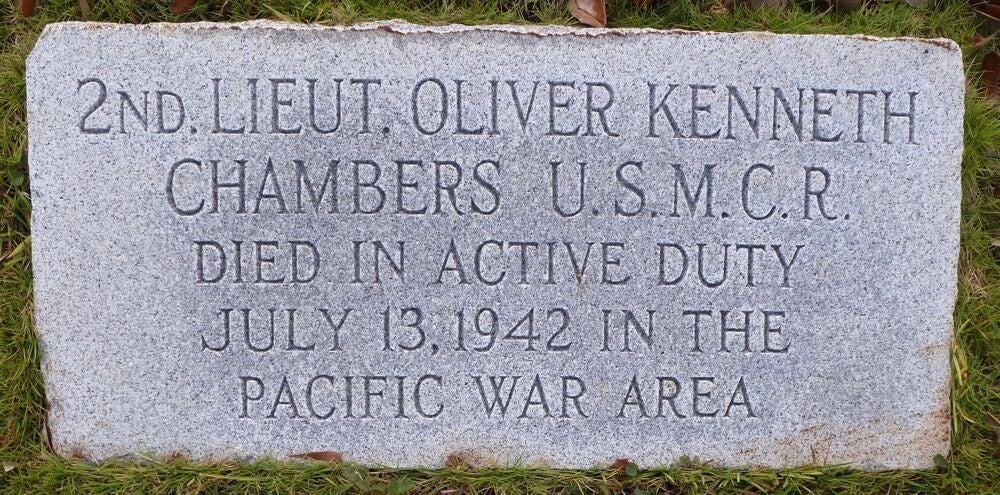 2ND. LIEUT. OLIVER KENNETH
CHAMBERS U.S.M.C.R.
DIED IN ACTIVE DUTY
JULY 13, 1942 IN THE
PACIFIC WAR AREA